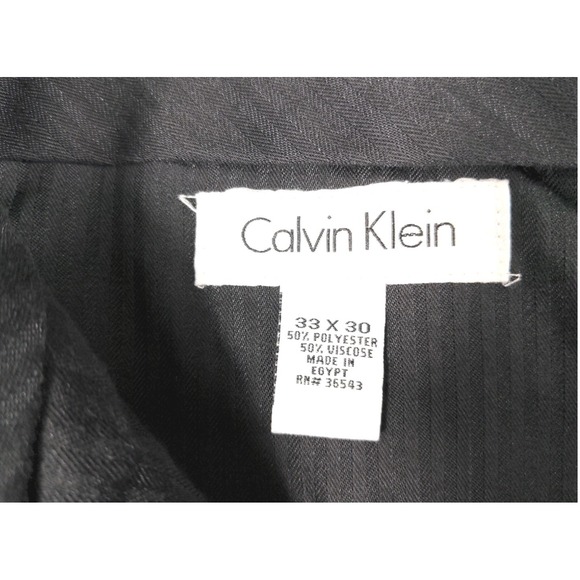 Calvin Klein
33 X 30
50% POLYESTER
50% VISCOSE
MADE IN
EGYPT
RN# 36543